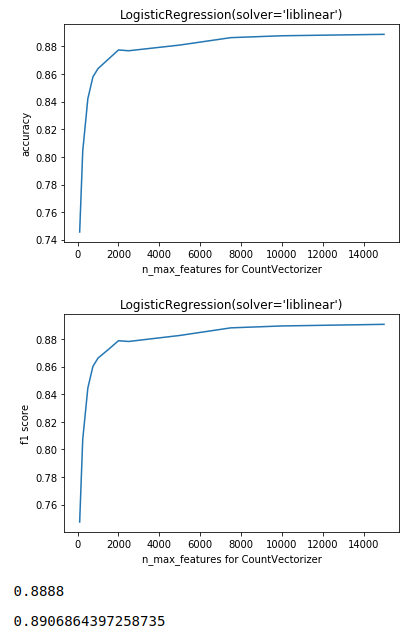 LogisticRegression(solver='liblinear')
0.88
0.86
0.84
0.82
0.80
0.78
0.76
0.74
accuracy
0 2000 4000 6000 8000 10000 12000 14000
n_max_features for CountVectorizer
LogisticRegression(solver='liblinear')
0.88
0.86
0.84
0.82
0.80
0.78
0.76
f1 score
0 2000 4000 6000 8000 10000 12000 14000
n_max_features for CountVectorizer
0.8888
0.8906864397258735